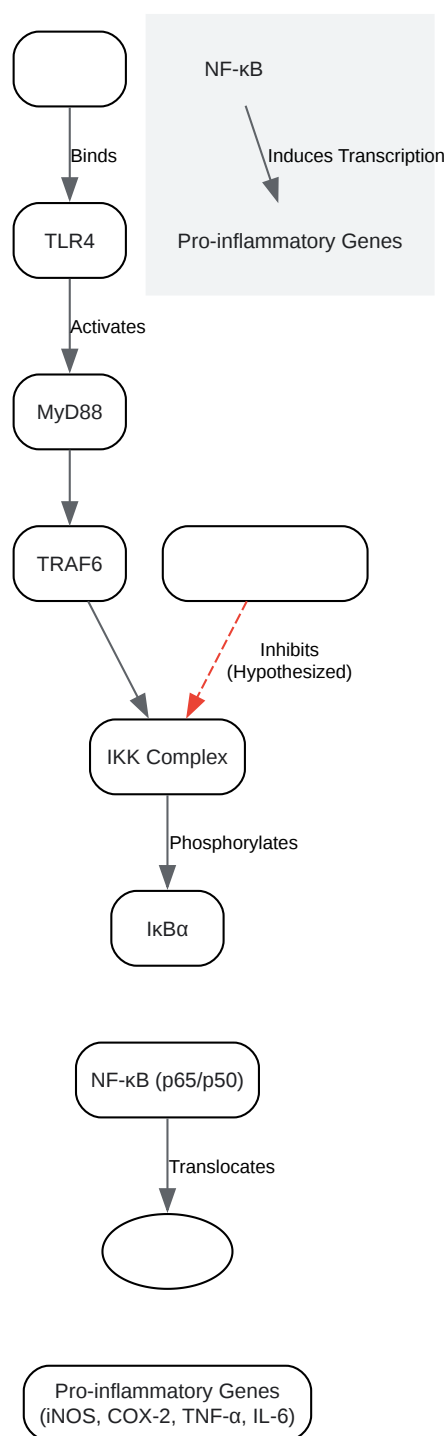 NF-κB
Binds
Induces Transcription
TLR4
Pro-inflammatory Genes
Activates
MyD88
TRAF6
Inhibits
(Hypothesized)
IKK Complex
Phosphorylates
IκBα
NF-κB (p65/p50)
Translocates
Pro-inflammatory Genes
(iNOS, COX-2, TNF-α, IL-6)